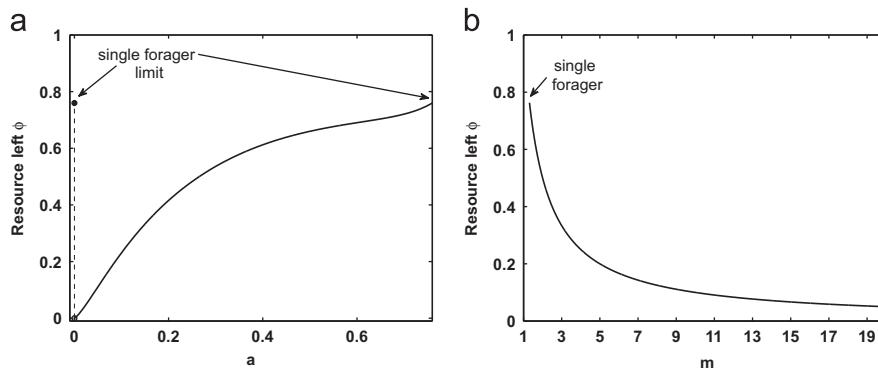 a
Resource left ϕ
1
0.8
0.6
0.4
0.2
0
single forager
limit
0
0.2
0.4
0.6
a
b
Resource left ϕ
1
0.8
0.6
0.4
0.2
0
single
forager
1
3
5
7
9
11
13
15
17
19
m